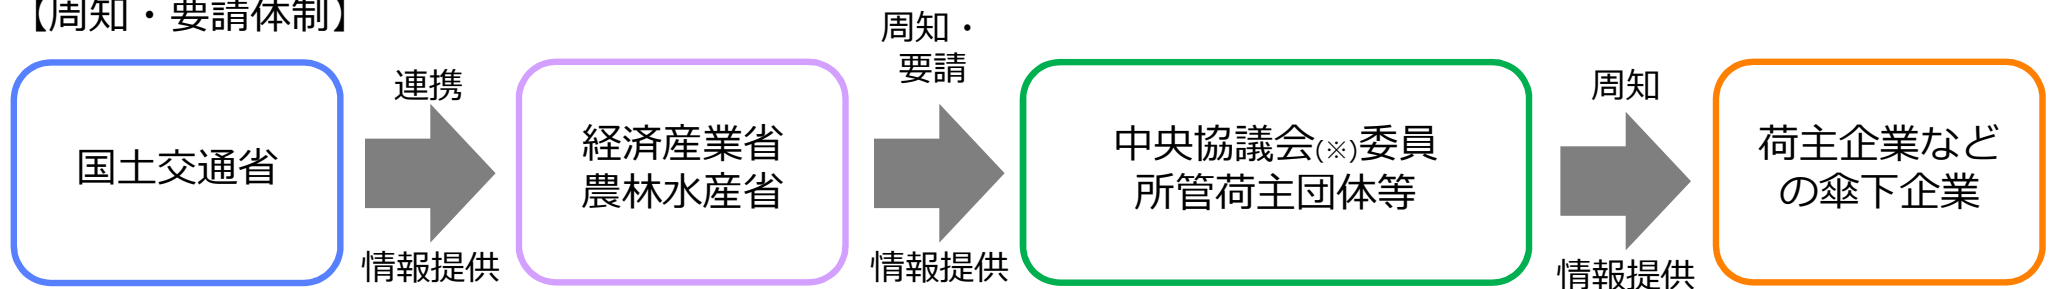 【周知・要請体制】
国土交通省
連携
情報提供
経済産業省
農林水産省
周知・
要請
情報提供
中央協議会(※)委員
所管荷主団体等
周知
情報提供
荷主企業など
の傘下企業